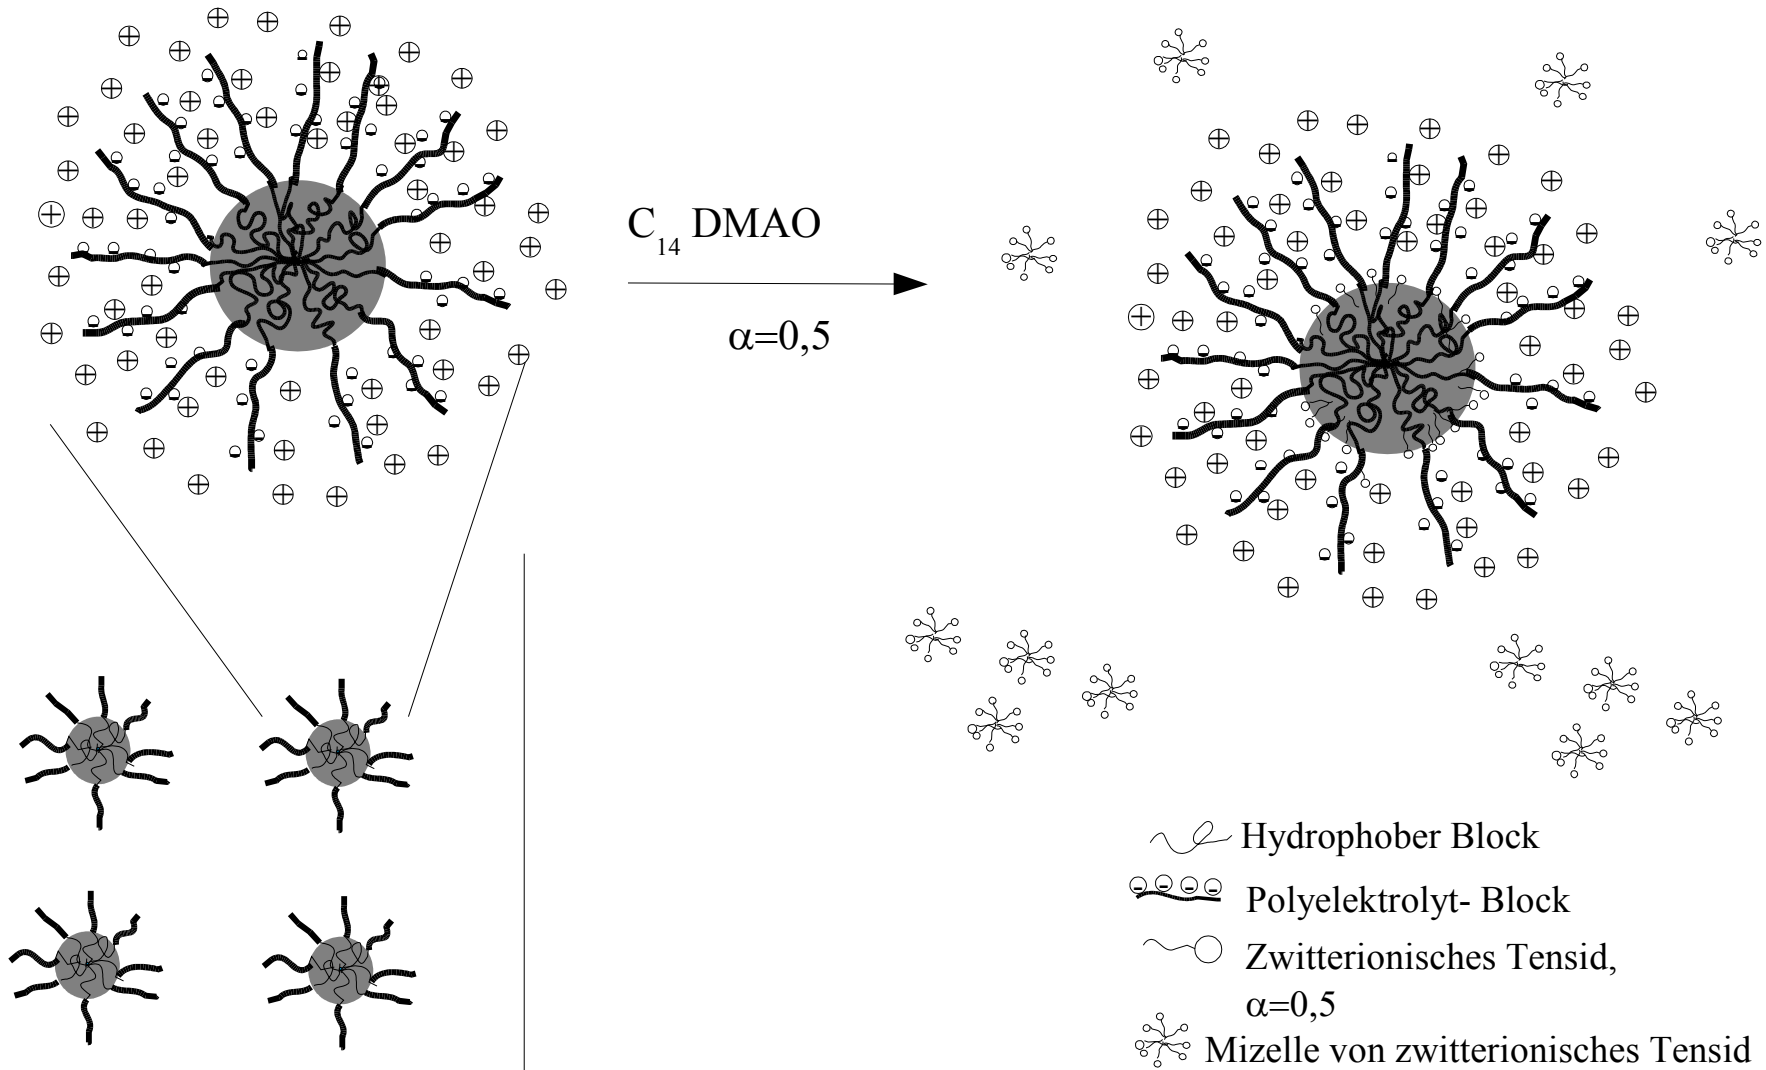 C14 DMAO
α=0,5
Hydrophober Block
Polyelektrolyt- Block
Zwitterionisches Tensid,
α=0,5
Mizelle von zwitterionisches Tensid